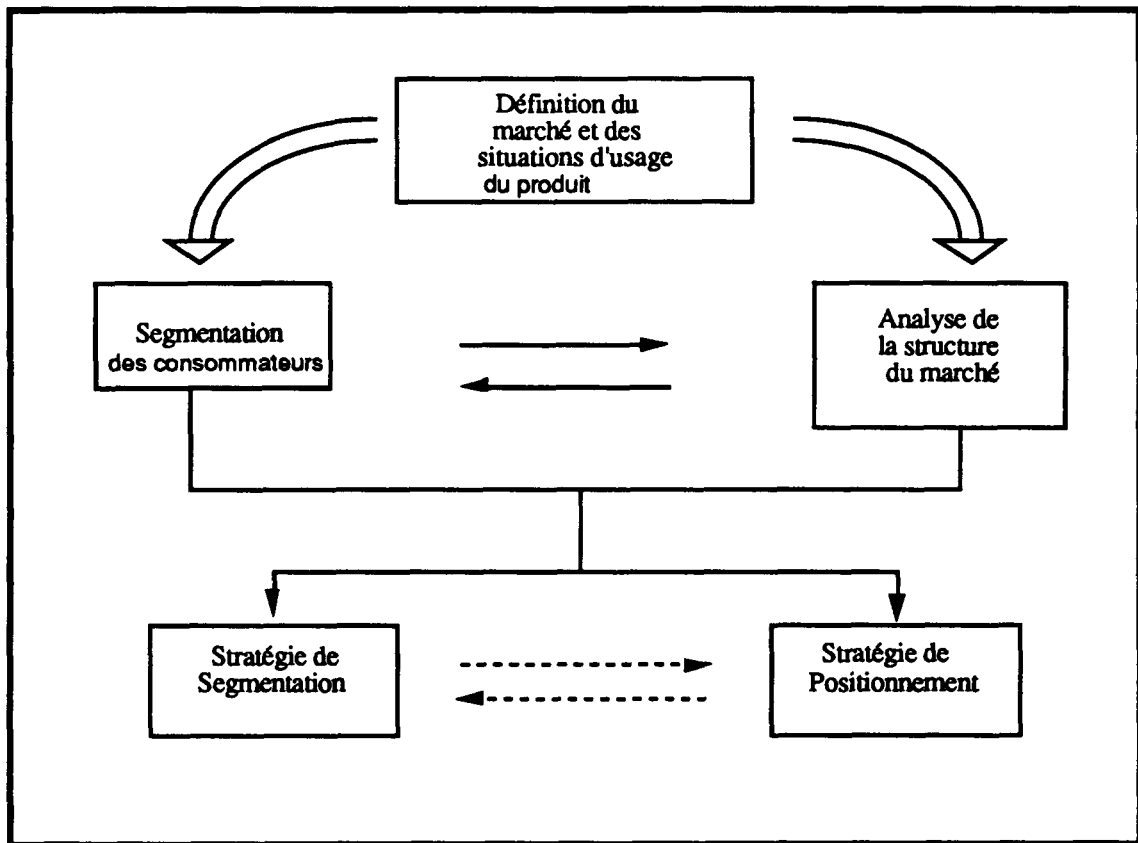 Définition du
marché et des
situations d'usage
du produit
Segmentation
des consommateurs
Analyse de
la structure
du marché
Stratégie de
Segmentation
Stratégie de
Positionnement